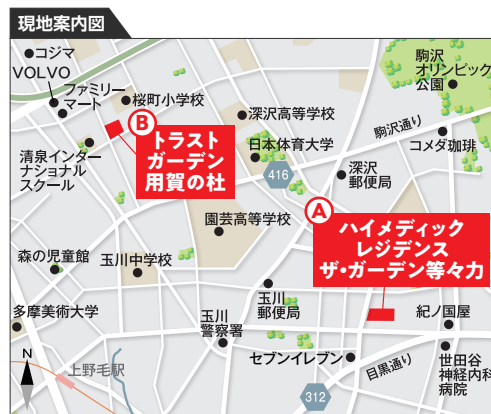 現地案内図
コジマ
VOLVO
ファミリー
マート
桜町小学校
B
トラスト
ガーデン
用賀の杜
清泉インター
ナショナル
スクール
深沢高等学校
日本体育大学
416
駒沢
オリンピック
公園
駒沢通り
コメダ珈琲
深沢
郵便局
A
ハイメディック
レジデンス
ザ・ガーデン等々力
園芸高等学校
森の児童館
玉川中学校
多摩美術大学
玉川
警察署
玉川
郵便局
紀ノ国屋
セブンイレブン
目黒通り
世田谷
神経内科
病院
N
上野毛駅
312